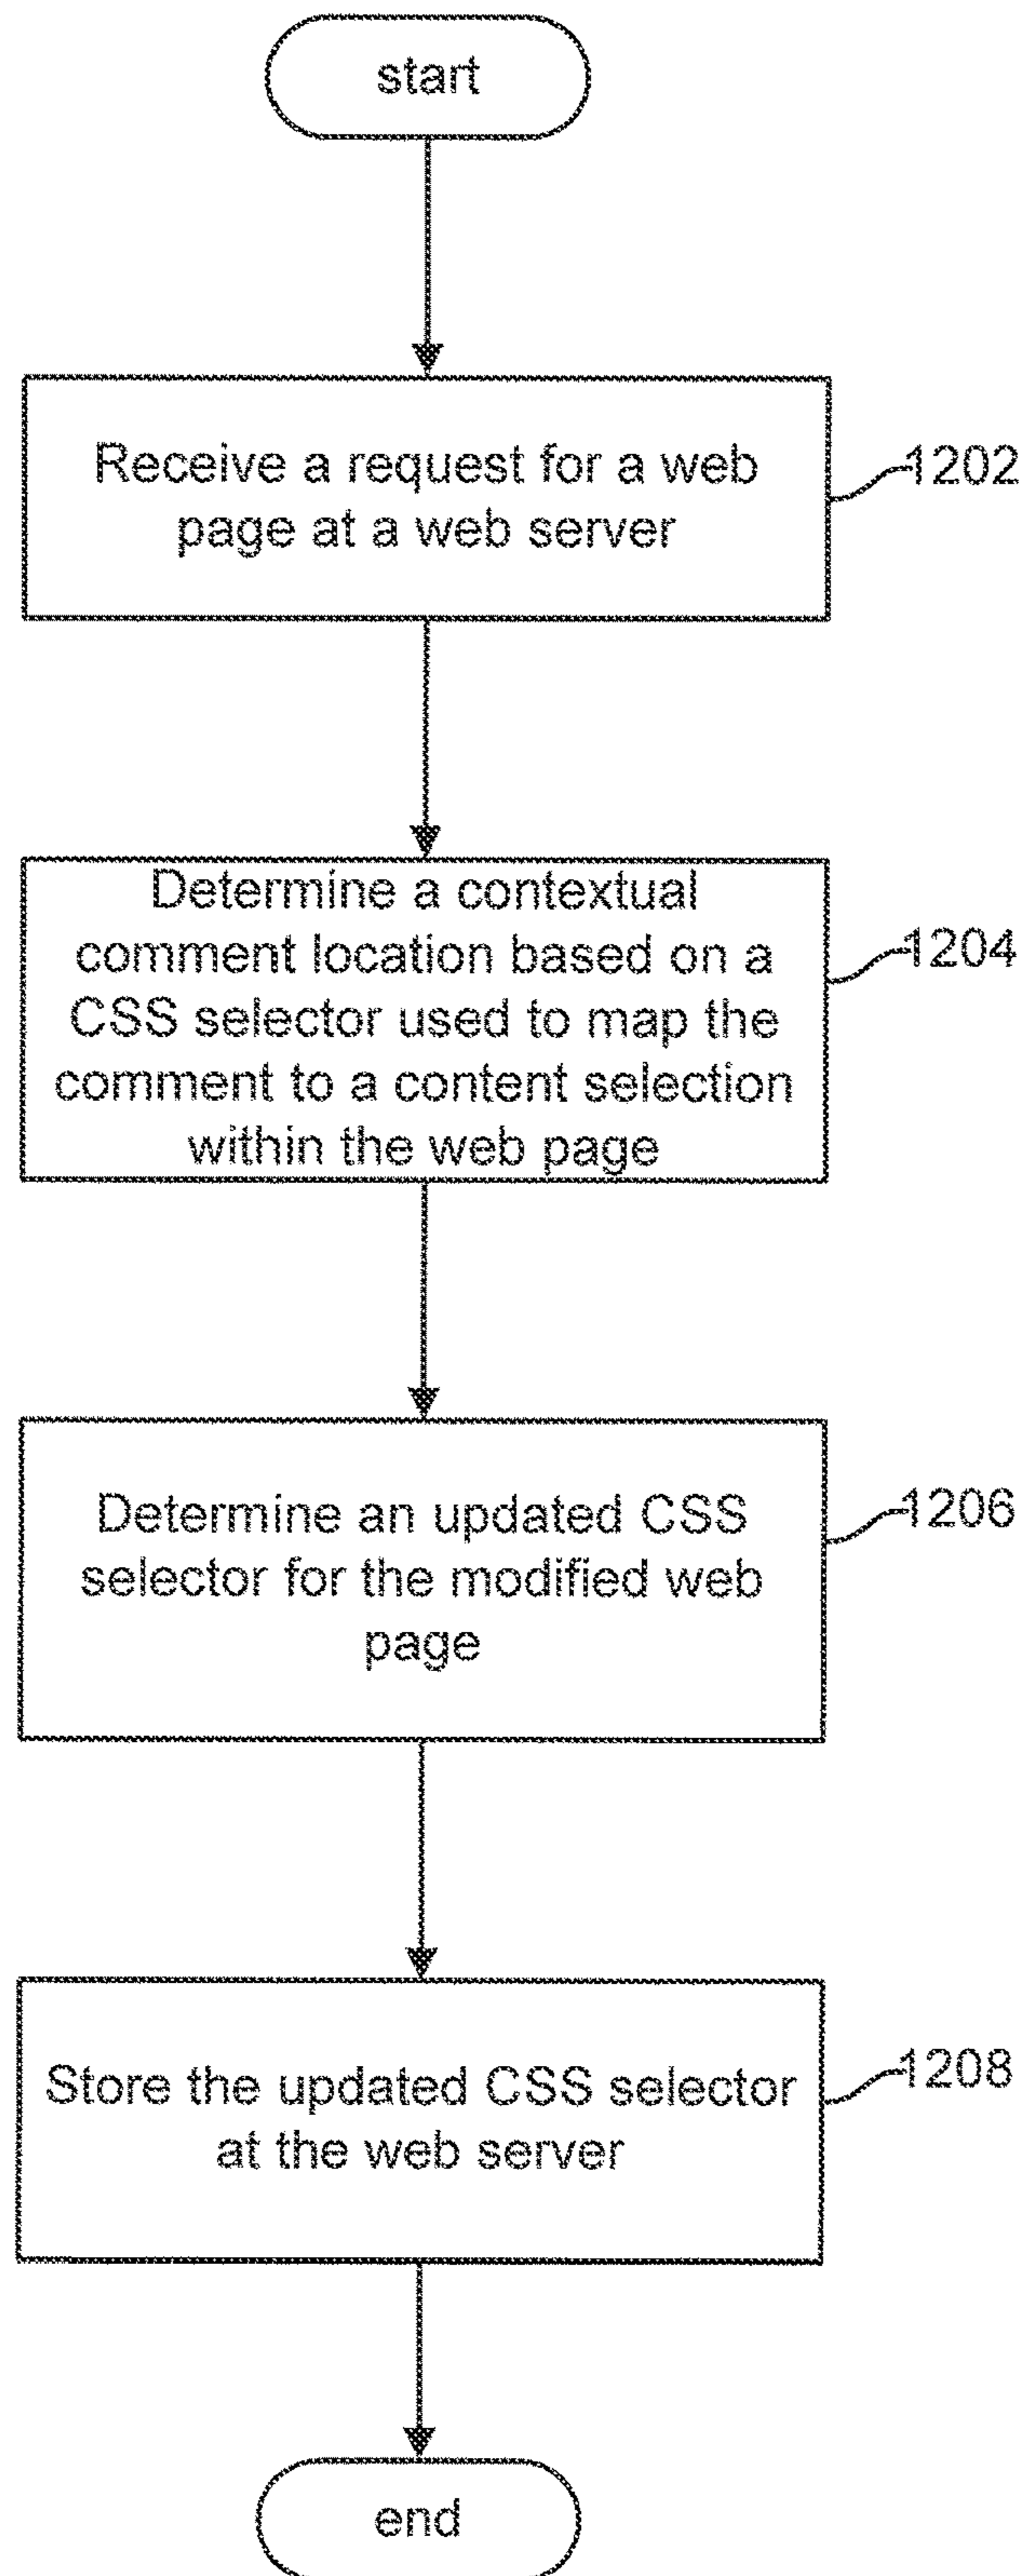 start
Receive a request for a web
page at a web server
1202
Determine a contextual
comment location based on a
CSS selector used to map the
comment to a content selection
within the web page
1204
Determine an updated CSS
selector for the modified web
page
1206
Store the updated CSS selector
at the web server
1208
end